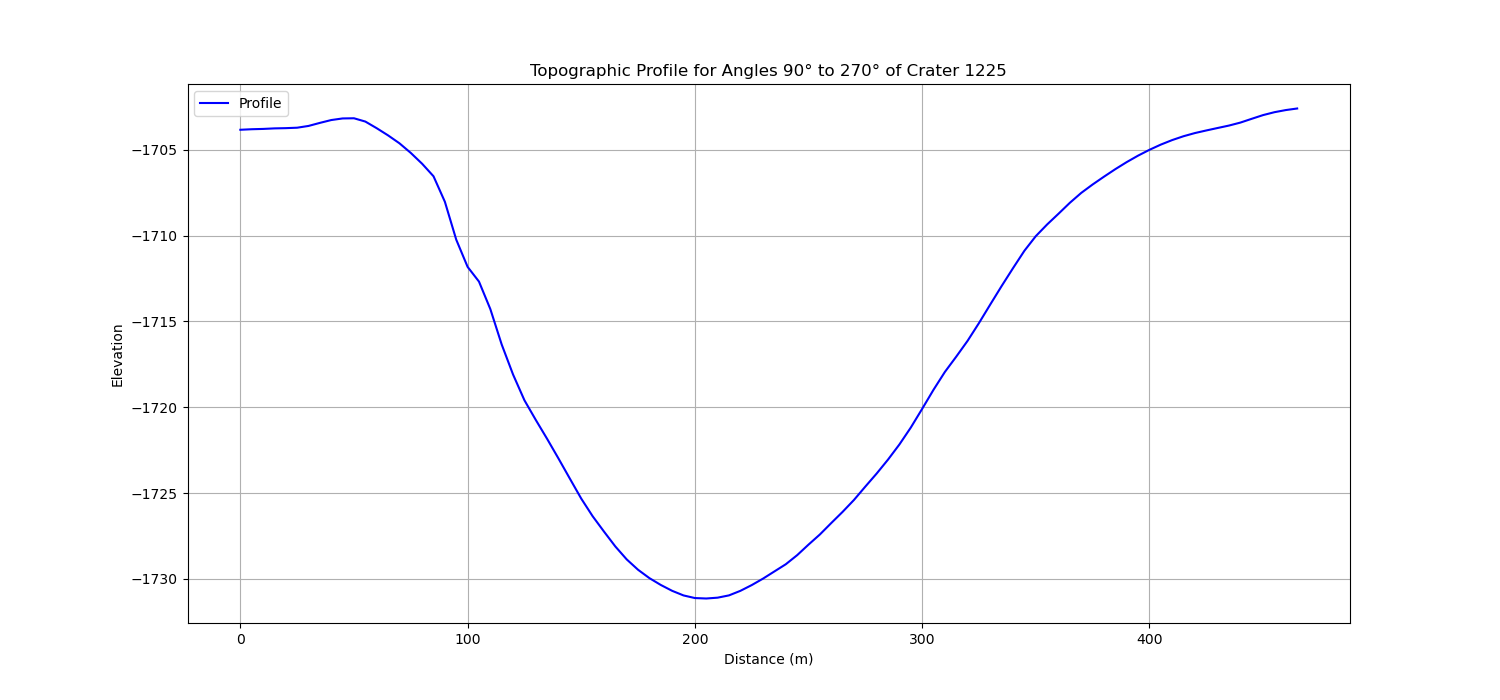 Topographic Profile for Angles 90° to 270° of Crater 1225
Profile
−1705
−1710
−1715
−1720
−1725
−1730
Elevation
0 100 200 300 400
Distance (m)